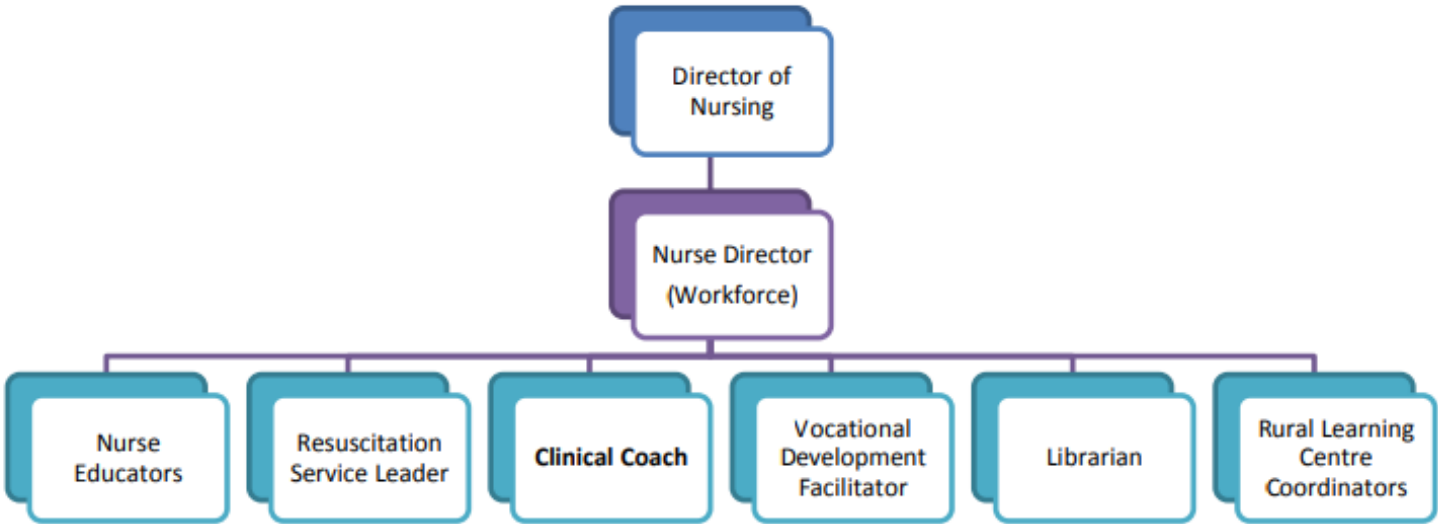 Director of
Nursing
Nurse Director
(Workforce)
Nurse
Educators
Resuscitation
Service Leader
Clinical Coach
Vocational
Development
Facilitator
Librarian
Rural Learning
Centre
Coordinators